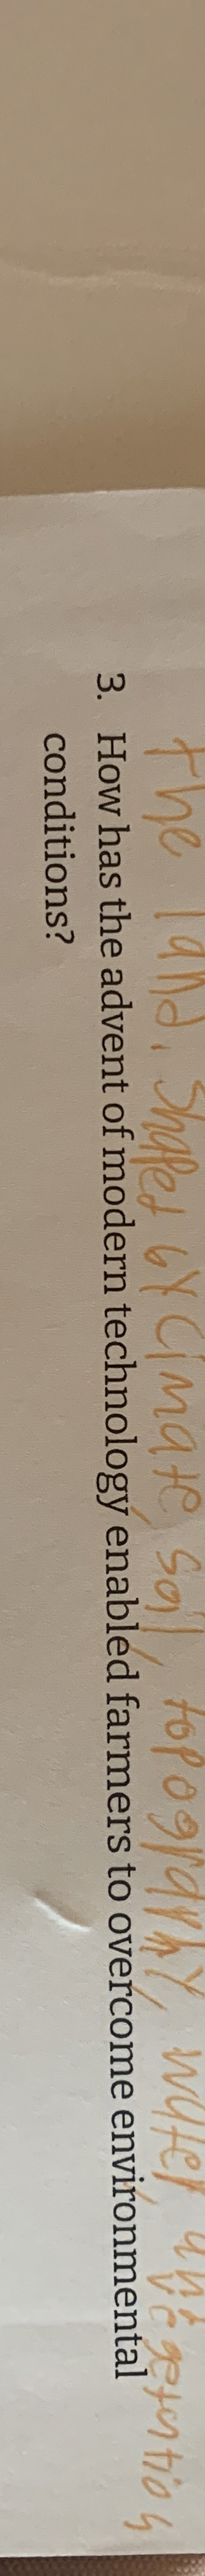 the land, shaped by Climate Soil, topography, water and
vegetation
3. How has the advent of modern technology enabled farmers to overcome environmental
conditions?